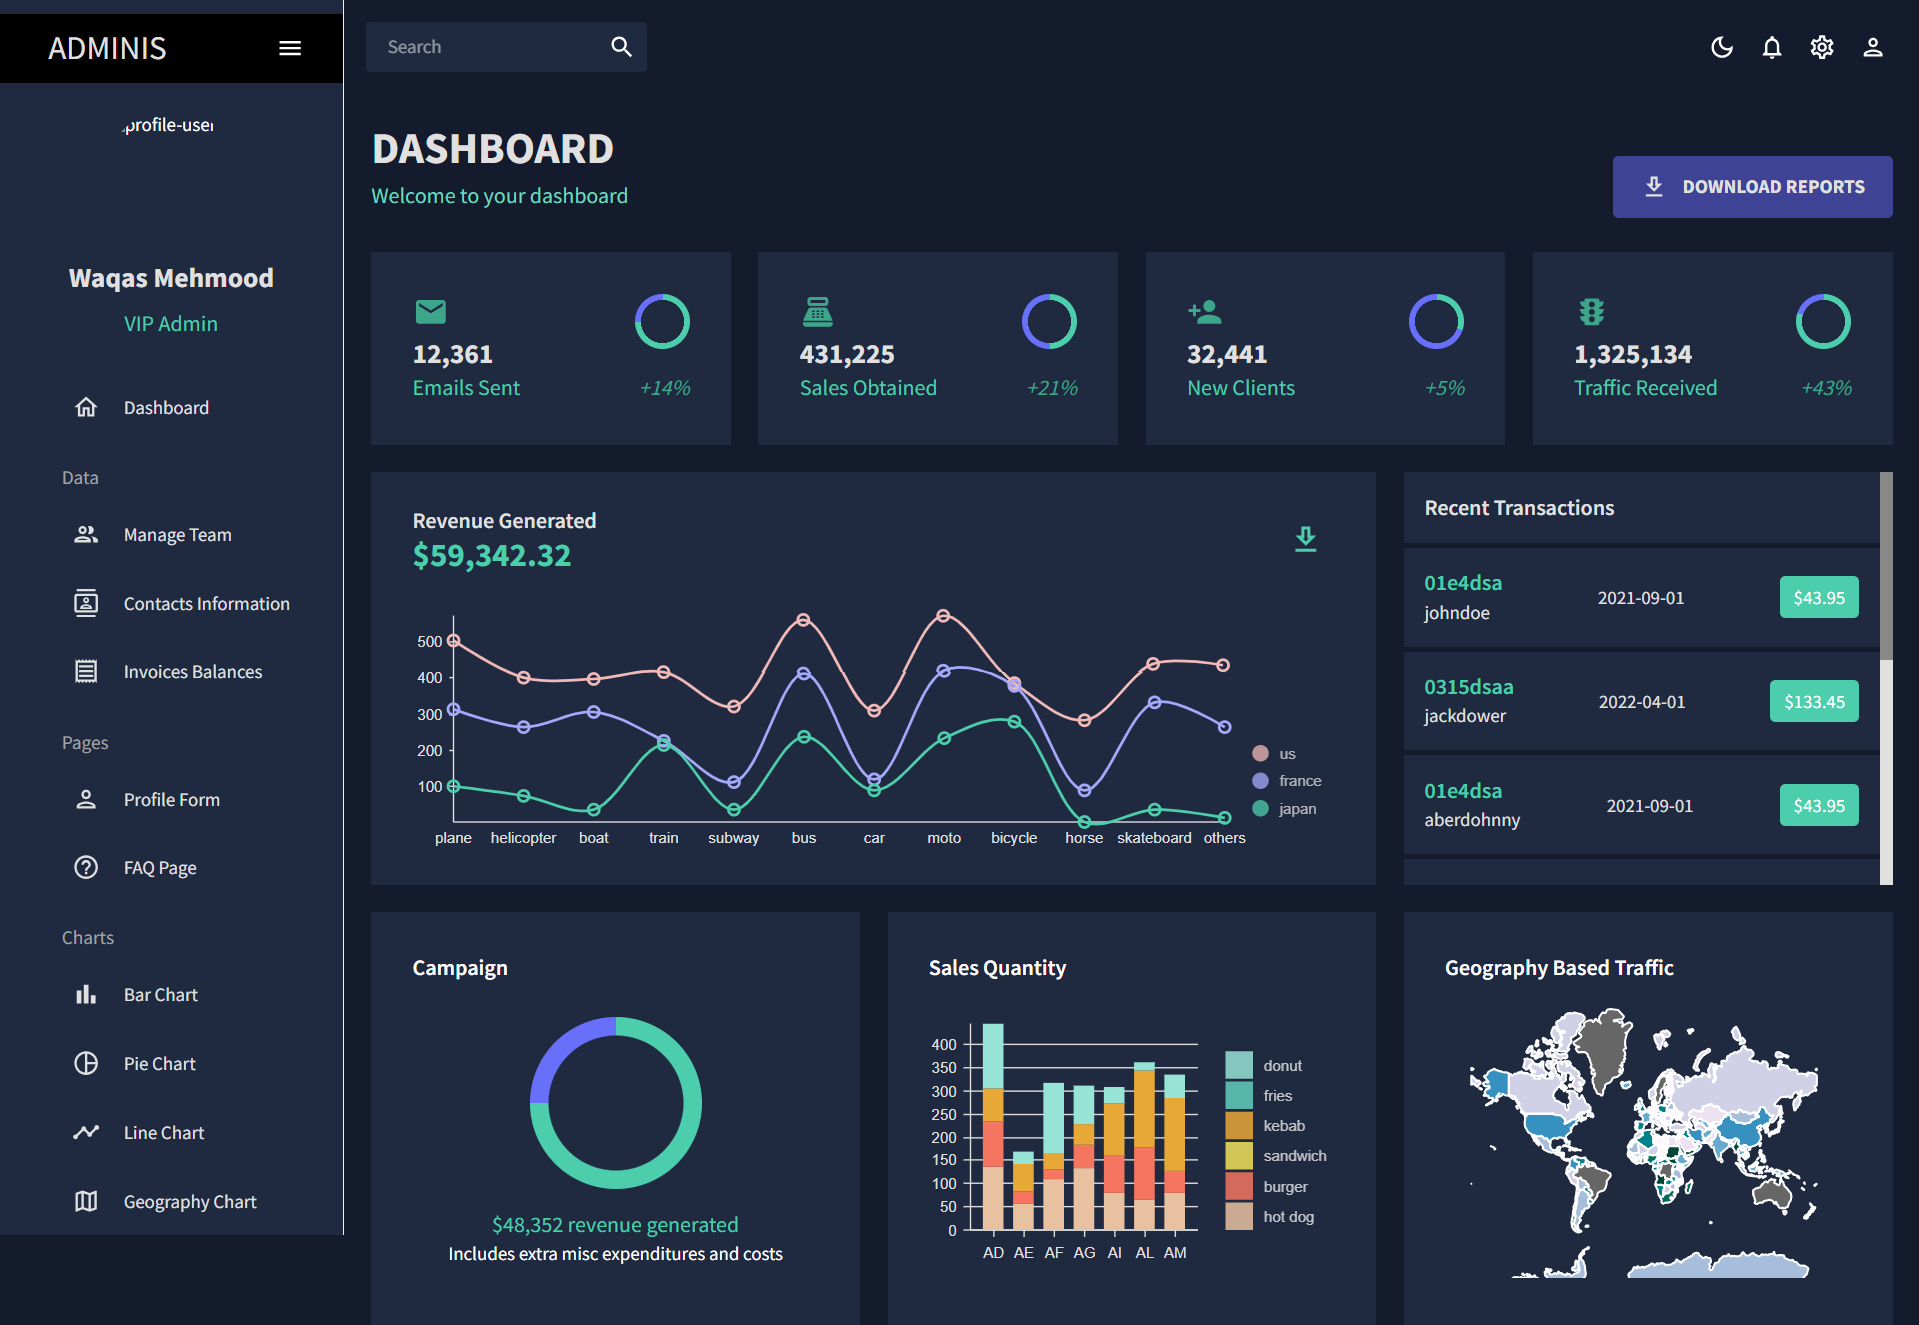 ADMINIS
profile-user
Waqas Mehmood
VIP Admin
Dashboard
Data
Manage Team
Contacts Information
Invoices Balances
Pages
Profile Form
FAQ Page
Charts
Bar Chart
Pie Chart
Line Chart
Geography Chart
Search
DASHBOARD
Welcome to your dashboard
DOWNLOAD REPORTS
12,361
Emails Sent
+14%
431,225
Sales Obtained
+21%
32,441
New Clients
+5%
1,325,134
Traffic Received
+43%
Revenue Generated
$59,342.32
500
400
300
200
100
plane helicopter boat train subway bus car moto bicycle horse skateboard others
us
france
japan
Recent Transactions
01e4dsa
johndoe
2021-09-01
$43.95
0315dsaa
jackdower
2022-04-01
$133.45
01e4dsa
aberdohnny
2021-09-01
$43.95
Campaign
$48,352 revenue generated
Includes extra misc expenditures and costs
Sales Quantity
400
350
300
250
200
150
100
50
0
AD AE AF AG AI AL AM
donut
fries
kebab
sandwich
burger
hot dog
Geography Based Traffic